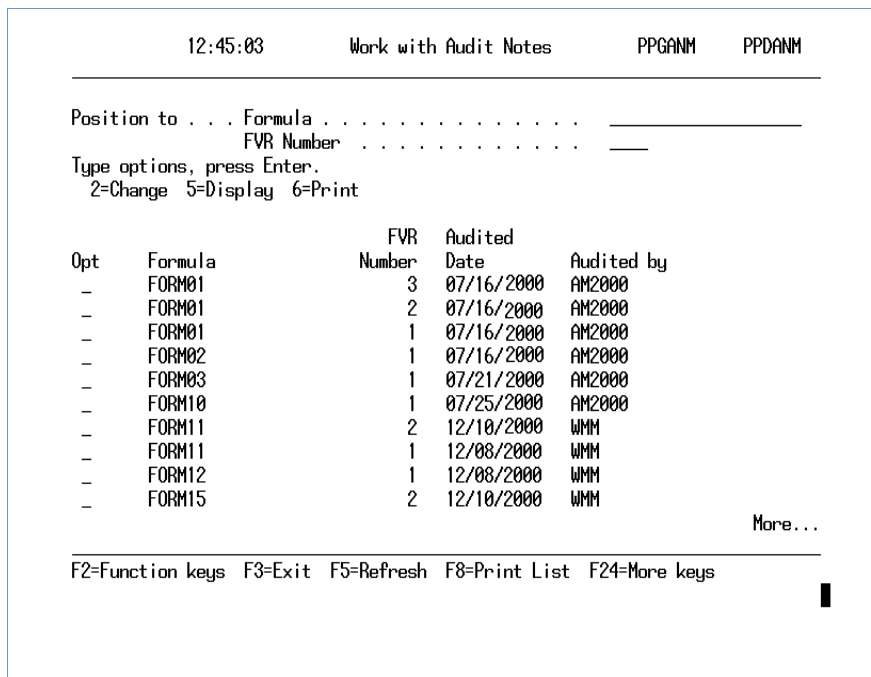 12:45:03 Work with Audit Notes PPGANM PPDANM
Position to . . . Formula . . . . . . . . . . . . . . ____________________
FVR Number . . . . . . . . . . . . ____
Type options, press Enter.
2=Change 5=Display 6=Print
FVR Audited
Opt Formula Number Date Audited by
_ FORM01 3 07/16/2000 AM2000
_ FORM01 2 07/16/2000 AM2000
_ FORM01 1 07/16/2000 AM2000
_ FORM02 1 07/16/2000 AM2000
_ FORM03 1 07/21/2000 AM2000
_ FORM10 1 07/25/2000 AM2000
_ FORM11 2 12/10/2000 WMM
_ FORM11 1 12/08/2000 WMM
_ FORM12 1 12/08/2000 WMM
_ FORM15 2 12/10/2000 WMM
More...
F2=Function keys F3=Exit F5=Refresh F8=Print List F24=More keys